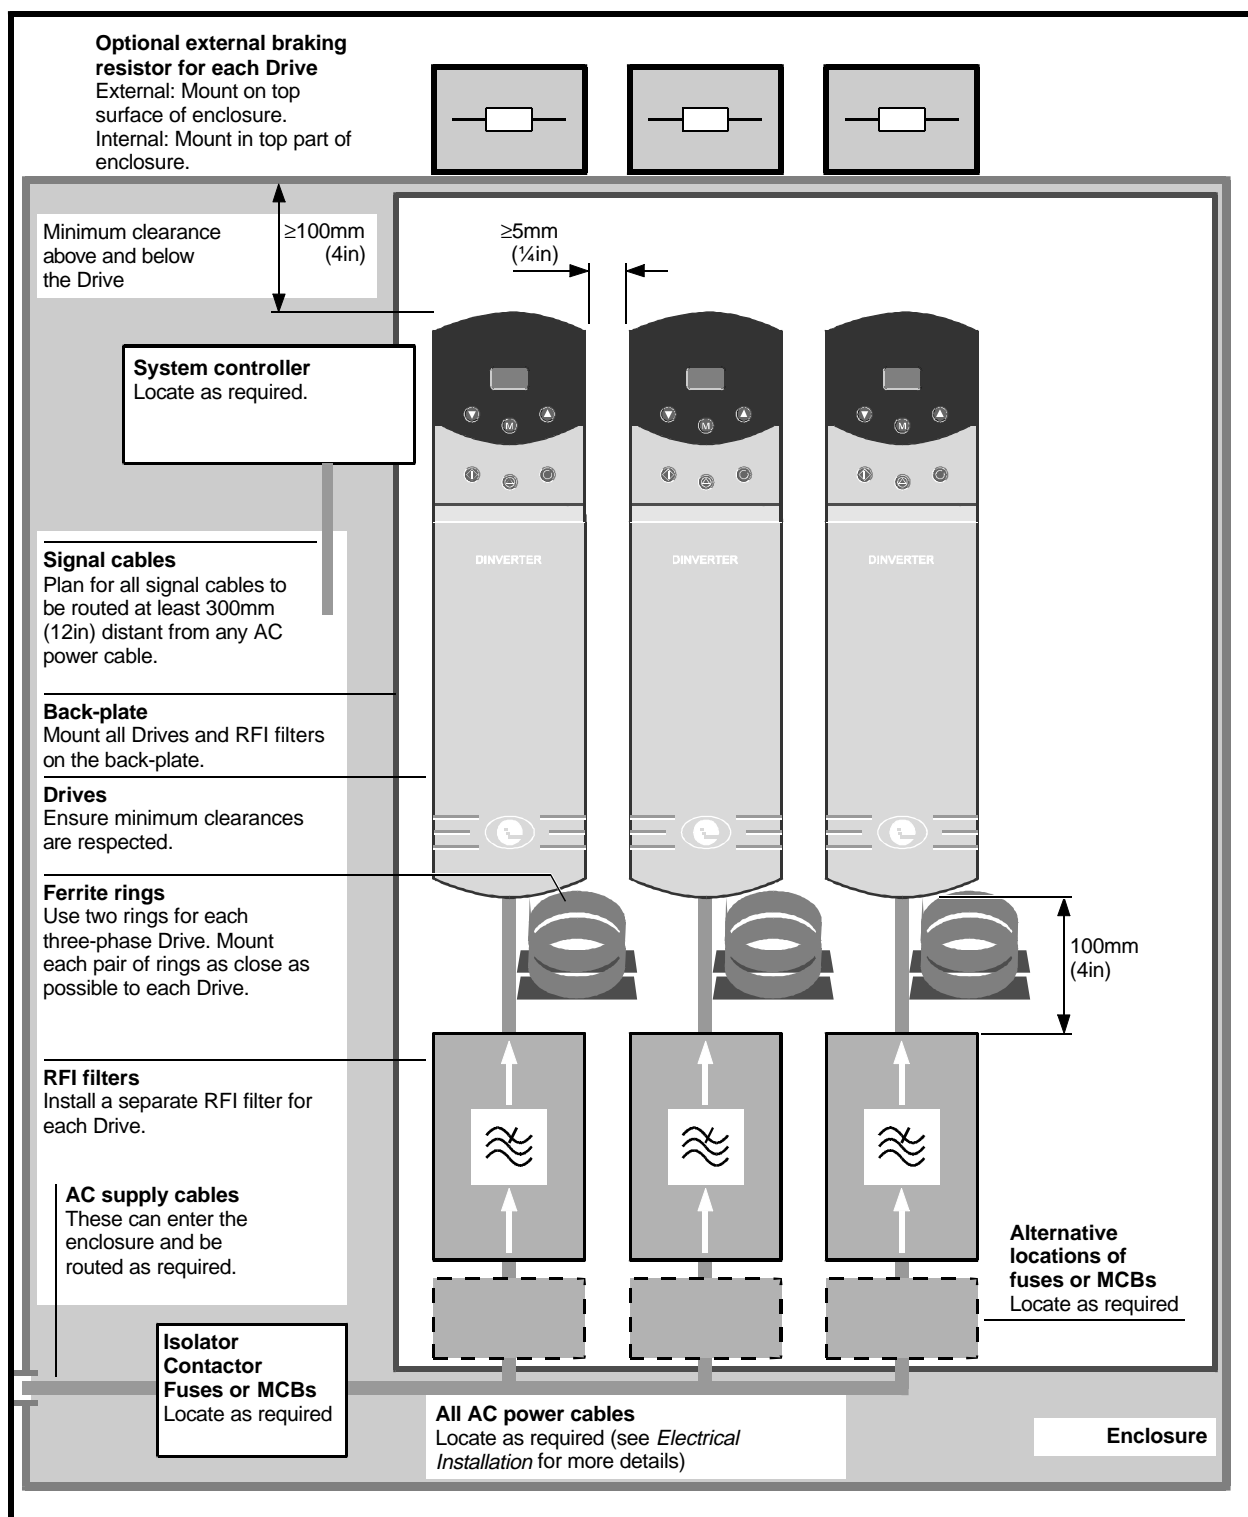 Optional external braking
resistor for each Drive
External: Mount on top
surface of enclosure.
Internal: Mount in top part of
enclosure.
Minimum clearance
above and below
the Drive
≥100mm
(4in)
≥5mm
(¼in)
System controller
Locate as required.
M
M
M
Signal cables
Plan for all signal cables to
be routed at least 300mm
(12in) distant from any AC
power cable.
DINVERTER
DINVERTER
DINVERTER
Back-plate
Mount all Drives and RFI filters
on the back-plate.
Drives
Ensure minimum clearances
are respected.
Ferrite rings
Use two rings for each
three-phase Drive. Mount
each pair of rings as close as
possible to each Drive.
100mm
(4in)
RFI filters
Install a separate RFI filter for
each Drive.
AC supply cables
These can enter the
enclosure and be
routed as required.
Alternative
locations of
fuses or MCBs
Locate as required
Isolator
Contactor
Fuses or MCBs
Locate as required
All AC power cables
Locate as required (see Electrical
Installation for more details)
Enclosure